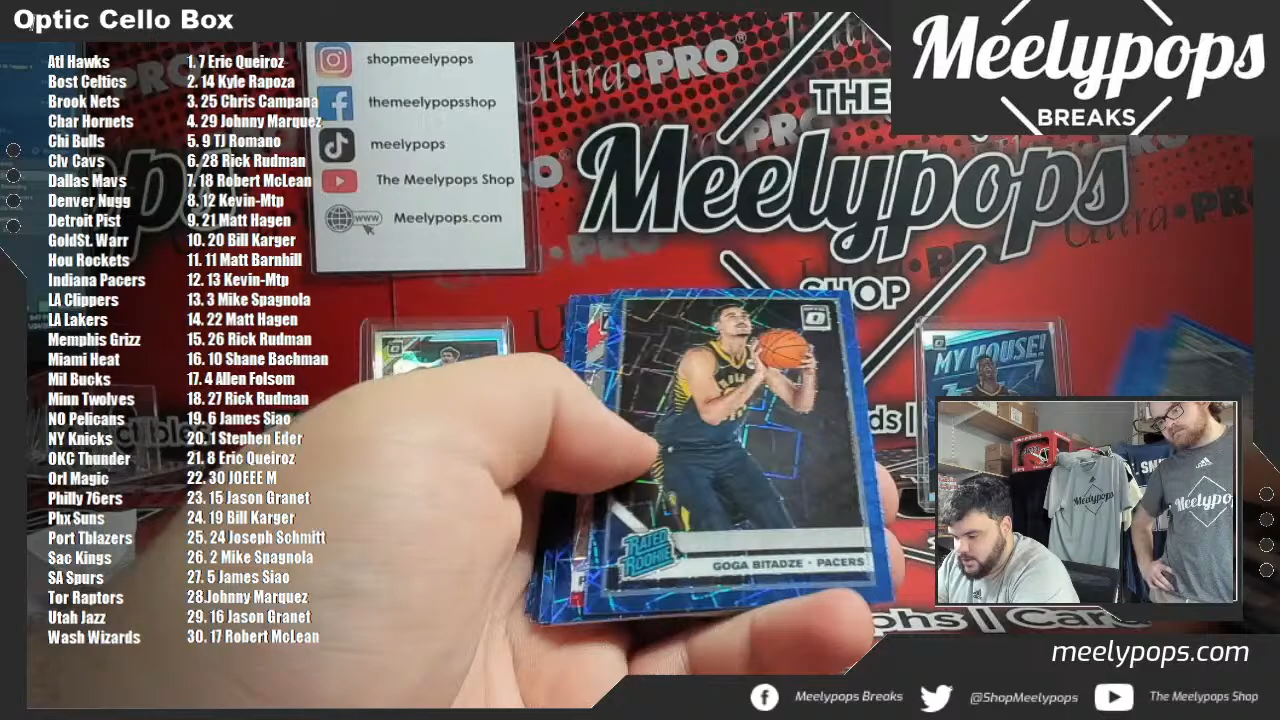 Optic Cello Box
Atl Hawks 1. 7 Eric Queiroz
Bost Celtics 2. 14 Kyle Rapoza
Brook Nets 3. 25 Chris Campana
Char Hornets 4. 29 Johnny Marquez
Chi Bulls 5. 9 TJ Romano
Clv Cavs 6. 28 Rick Rudman
Dallas Mavs 7. 18 Robert McLean
Denver Nugg 8. 12 Kevin-Mtp
Detroit Pist 9. 21 Matt Hagen
GoldSt. Warr 10. 20 Bill Karger
Hou Rockets 11. 11 Matt Barnhill
Indiana Pacers 12. 13 Kevin-Mtp
LA Clippers 13. 3 Mike Spagnola
LA Lakers 14. 22 Matt Hagen
Memphis Grizz 15. 26 Rick Rudman
Miami Heat 16. 10 Shane Bachman
Mil Bucks 17. 4 Allen Folsom
Minn Twolves 18. 27 Rick Rudman
NO Pelicans 19. 6 James Siao
NY Knicks 20. 1 Stephen Eder
OKC Thunder 21. 8 Eric Queiroz
Orl Magic 22. 30 JOEEE M
Philly 76ers 23. 15 Jason Granet
Phx Suns 24. 19 Bill Karger
Port Tblazers 25. 24 Joseph Schmitt
Sac Kings 26. 2 Mike Spagnola
SA Spurs 27. 5 James Siao
Tor Raptors 28.Johnny Marquez
Utah Jazz 29. 16 Jason Granet
Wash Wizards 30. 17 Robert McLean
shopmeelypops
themeelypopsshop
meelypops
The Meelypops Shop
www Meelypops.com
Ultra•PRO
THE
Meelypops
SHOP
Meelypops
BREAKS
MY HOUSE!
RATED
ROOKIE
GOGA BITADZE • PACERS
Meelypops
Meelypo
meelypops.com
Meelypops Breaks
@ShopMeelypops
The Meelypops Shop